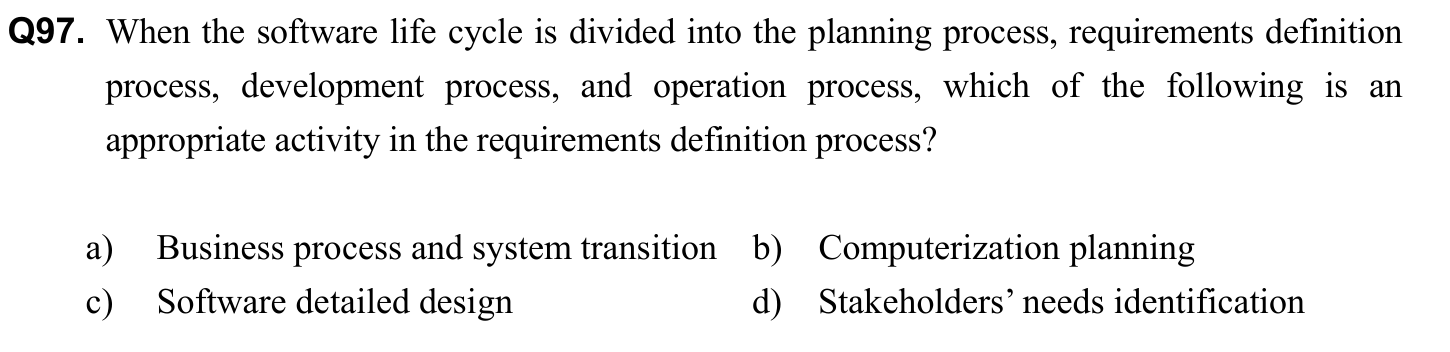 Q97. When the software life cycle is divided into the planning process, requirements definition
process, development process, and operation process, which of the following is an
appropriate activity in the requirements definition process?
a) Business process and system transition b) Computerization planning
c) Software detailed design d) Stakeholders’ needs identification